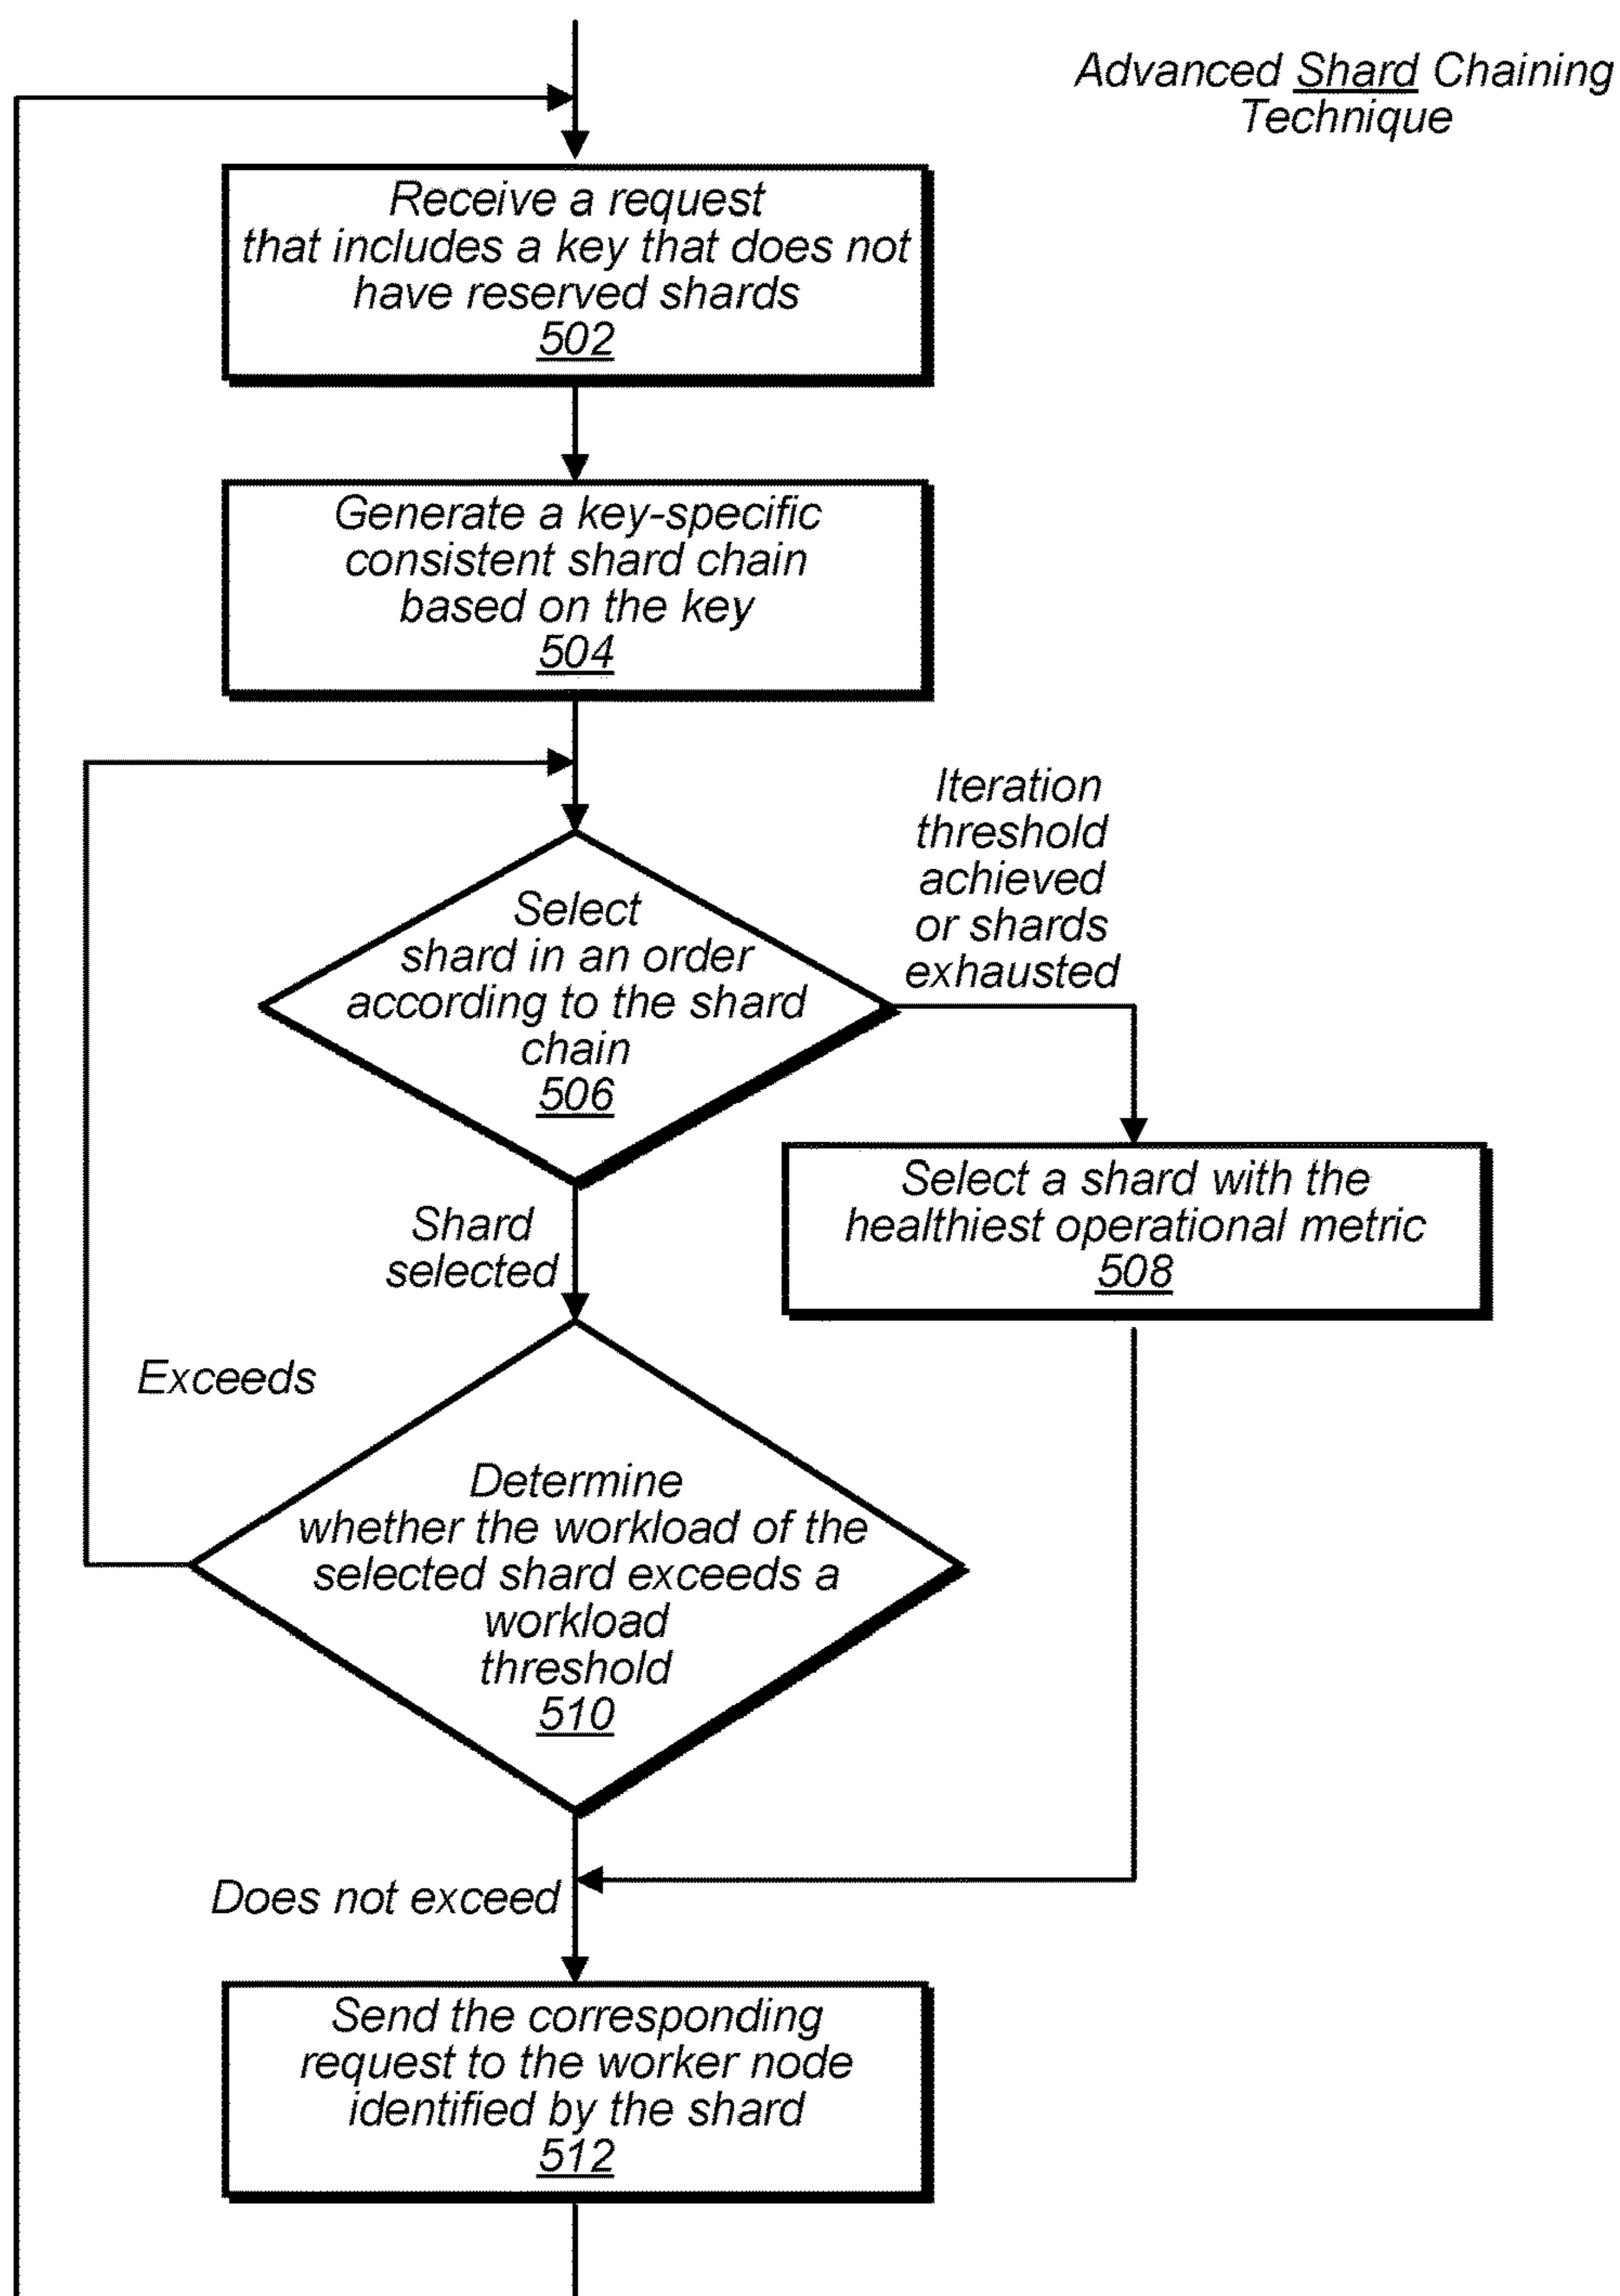 Advanced Shard Chaining
Technique
Receive a request
that includes a key that does not
have reserved shards
502
Generate a key-specific
consistent shard chain
based on the key
504
Iteration
threshold
achieved
or shards
exhausted
Select
shard in an order
according to the shard
chain
506
Select a shard with the
healthiest operational metric
508
Shard
selected
Exceeds
Determine
whether the workload of the
selected shard exceeds a
workload
threshold
510
Does not exceed
Send the corresponding
request to the worker node
identified by the shard
512